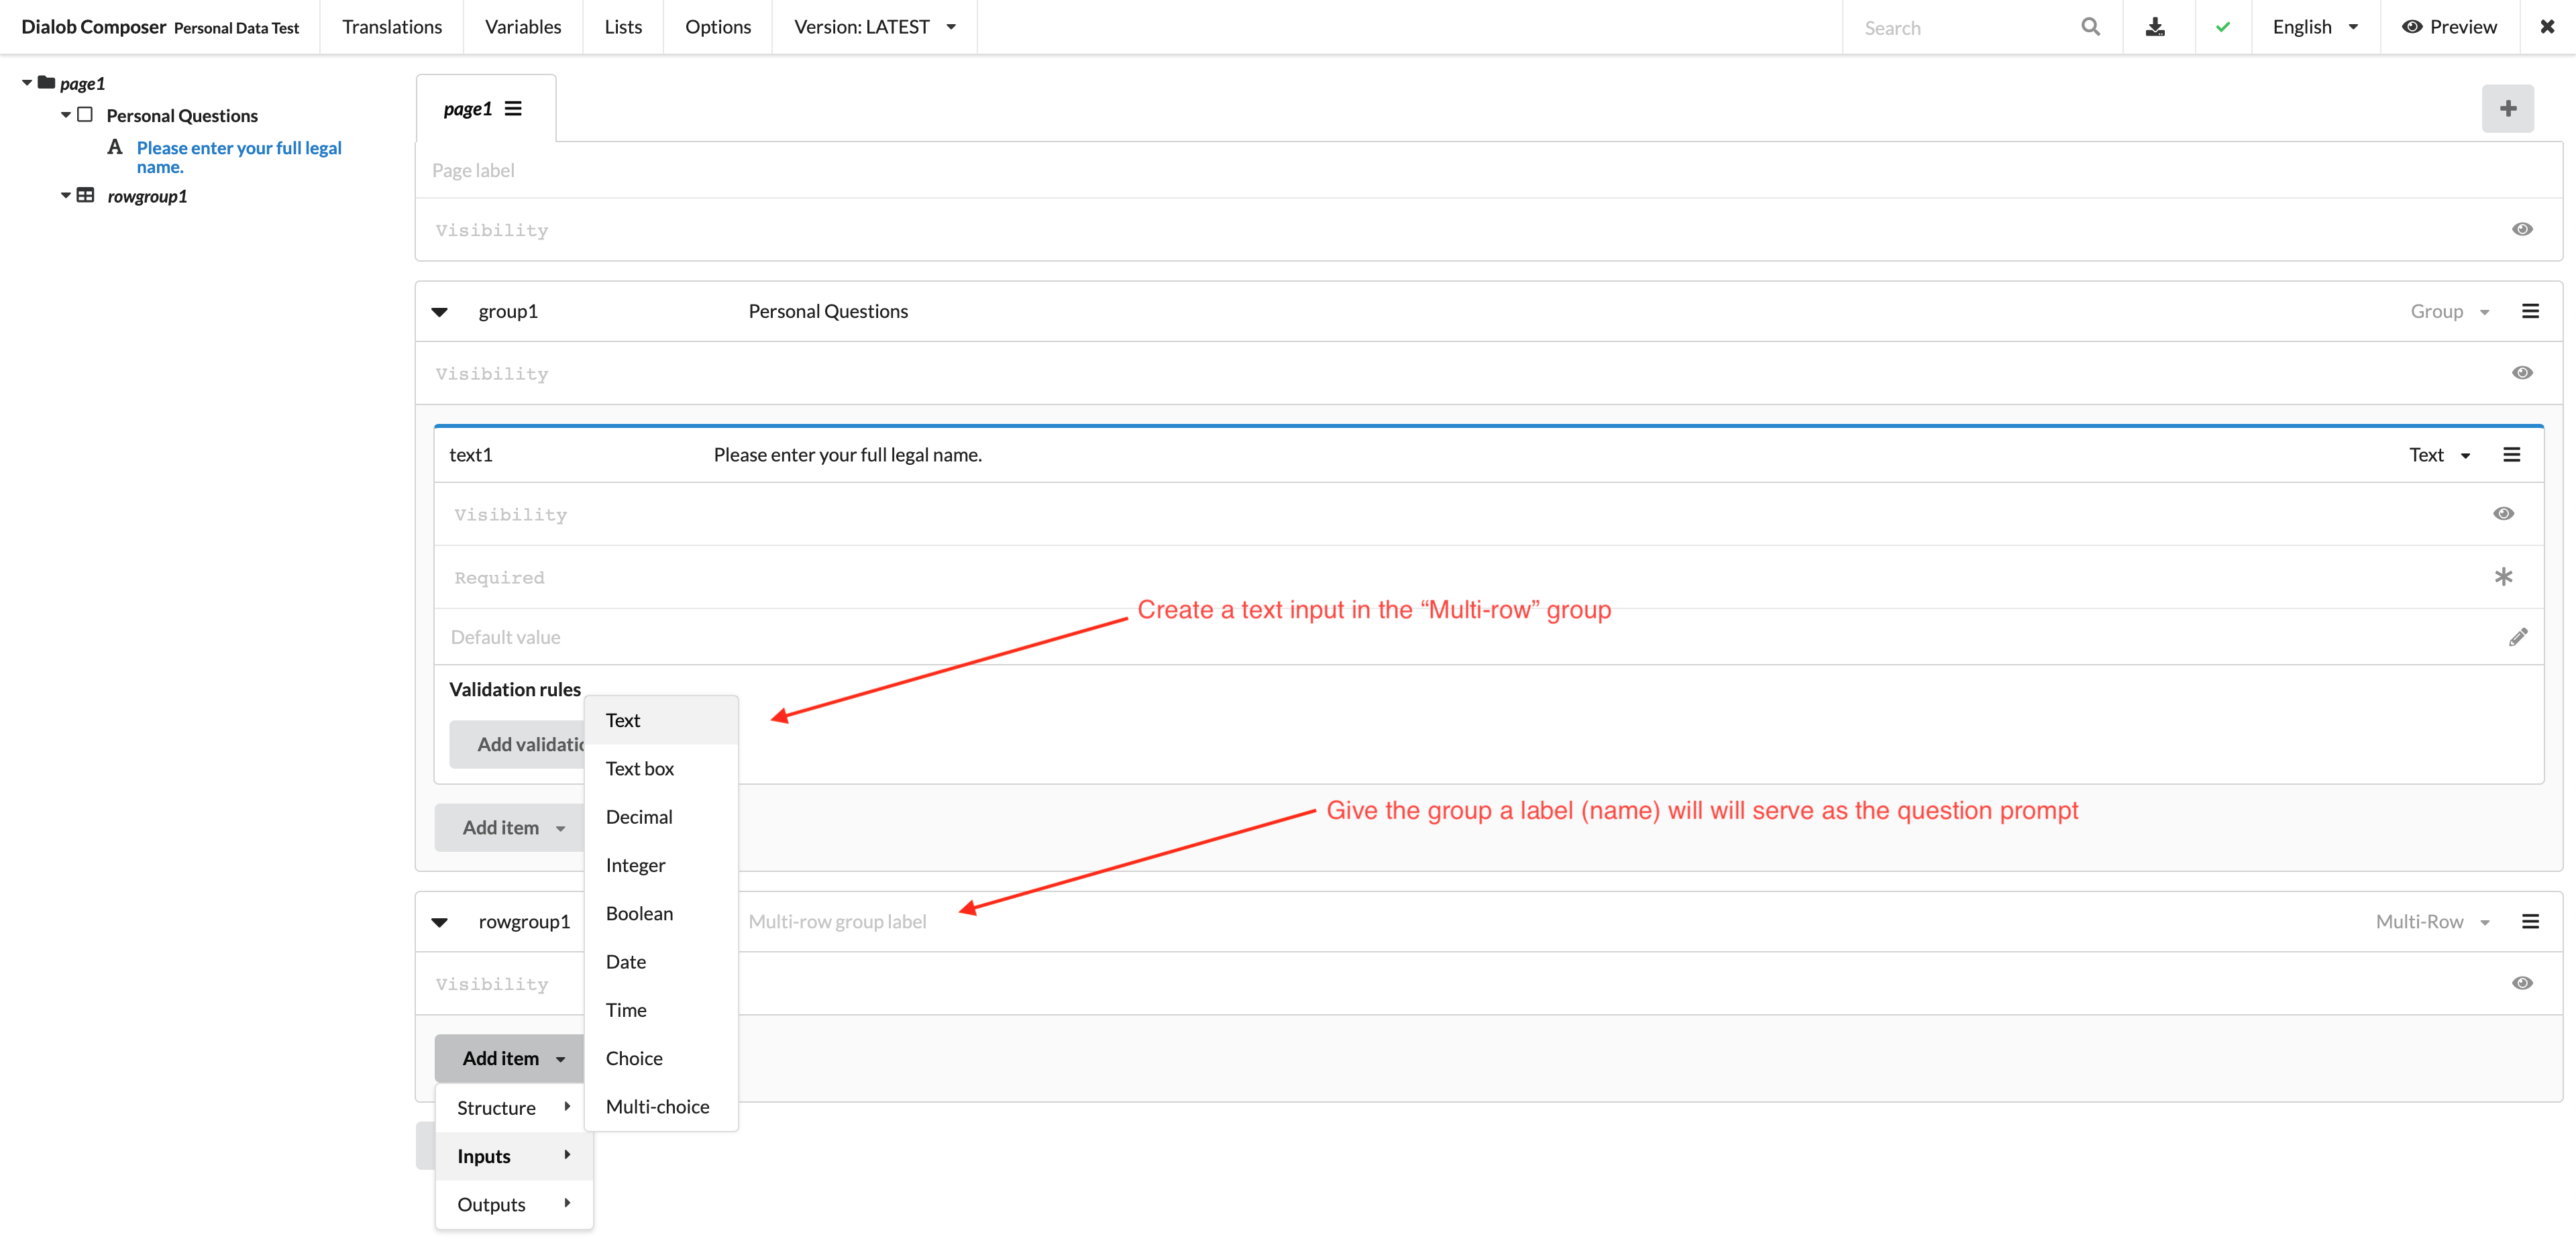 Dialob Composer Personal Data Test
Translations
Variables
Lists
Options
Version: LATEST
Search
English
Preview
page1
Personal Questions
A Please enter your full legal
name.
rowgroup1
page1
Page label
Visibility
group1
Personal Questions
Group
Visibility
text1
Please enter your full legal name.
Text
Visibility
Required
Create a text input in the “Multi-row” group
Default value
Validation rules
Add validatio
Text
Text box
Decimal
Integer
Boolean
Date
Time
Choice
Multi-choice
Add item
Give the group a label (name) will will serve as the question prompt
rowgroup1
Multi-row group label
Multi-Row
Visibility
Add item
Structure
Inputs
Outputs